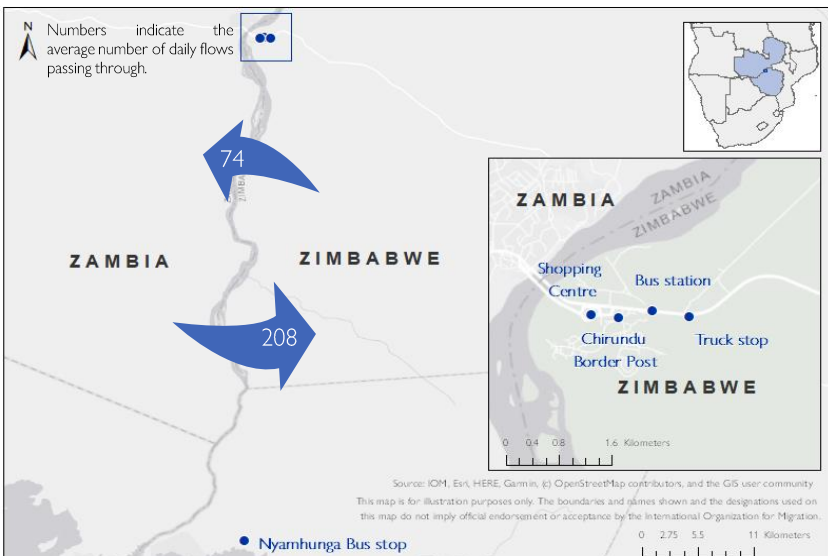 N
Numbers indicate the
average number of daily flows
passing through.
74
ZAMBIA
ZIMBABWE
208
Nyamhunga Bus stop
ZAMBIA
ZAMBIA
ZIMBABWE
Shopping
Centre
Bus station
Chirundu
Border Post
Truck stop
ZIMBABWE
0 0.4 0.8 1.6 Kilometers
Source: IOM, Esri, HERE, Garmin, (c) OpenStreetMap contributors, and the GIS user community
This map is for illustration purposes only. The boundaries and names shown and the designations used on
this map do not imply official endorsement or acceptance by the International Organization for Migration.
0 2.75 5.5 11 Kilometers